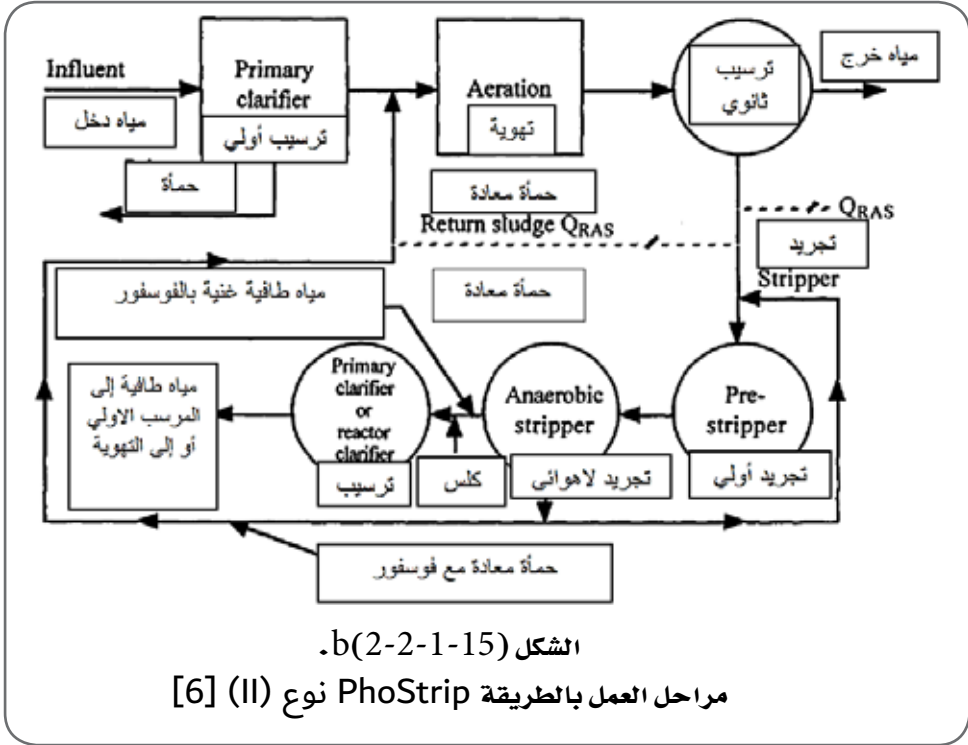 Influent
مياه دخل
Primary
clarifier
ترسيب أولي
حمأة
Aeration
تهوية
ترسيب
ثانوي
مياه خرج
حمأة معادة
Return sludge QRAS
QRAS
تجريد
Stripper
مياه طافية غنية بالفوسفور
حمأة معادة
مياه طافية إلى
المرسب الاولي
أو إلى التهوية
Primary
clarifier
or
reactor
clarifier
ترسيب
كلس
Anaerobic
stripper
تجريد لاهوائي
Pre-
stripper
تجريد أولي
حمأة معادة مع فوسفور
الشكل b(2-2-1-15).
مراحل العمل بالطريقة PhoStrip نوع (II) [6]